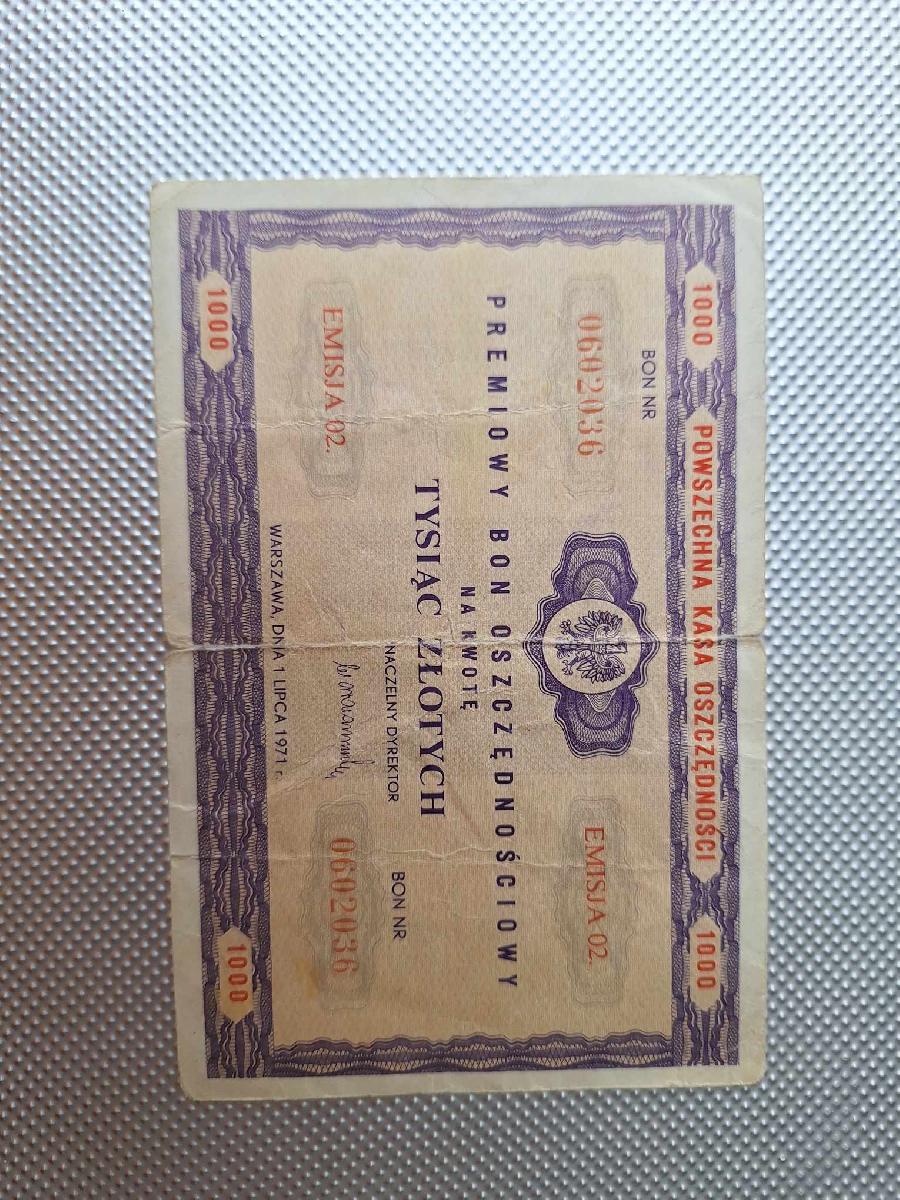 1000 POWSZECHNA KASA OSZCZĘDNOŚCI 1000
BON NR
0602036
EMISJA 02.
PREMIOWY BON OSZCZĘDNOŚCIOWY
NA KWOTĘ
TYSIĄC ZŁOTYCH
NACZELNY DYREKTOR
BON NR
EMISJA 02.
0602036
WARSZAWA, DNIA 1 LIPCA 1971 r.
1000
1000